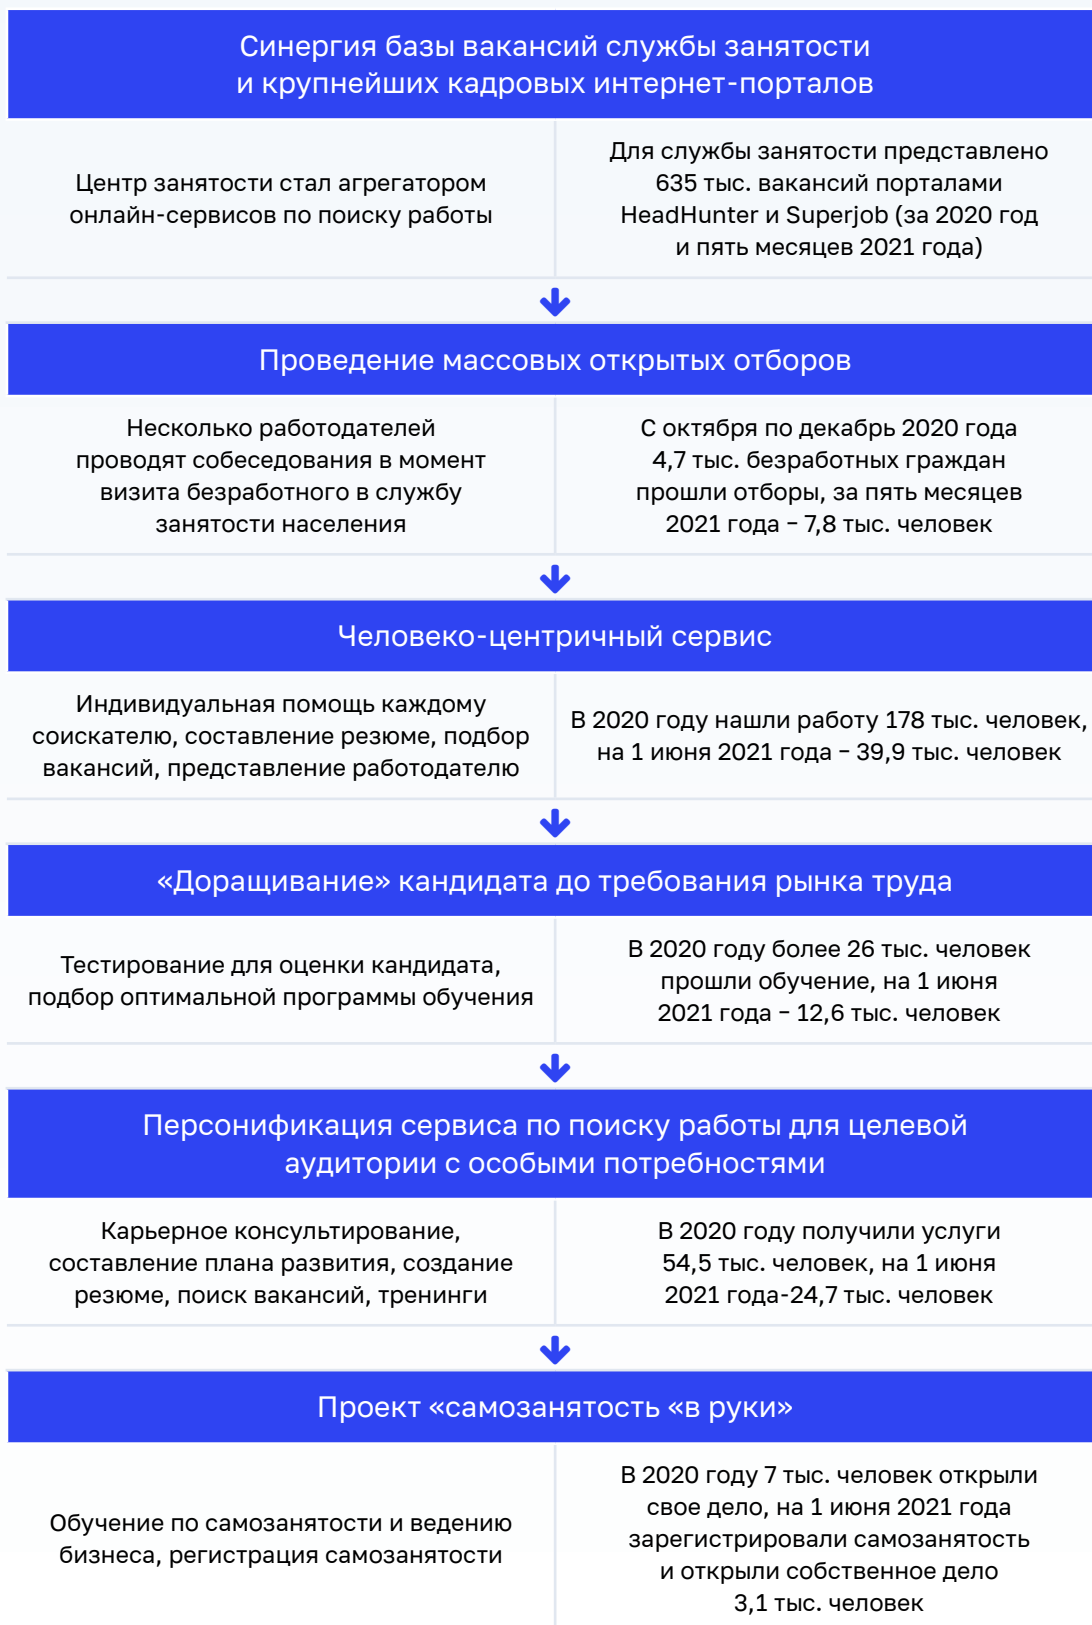 Синергия базы вакансий службы занятости
и крупнейших кадровых интернет-порталов
Центр занятости стал агрегатором
онлайн-сервисов по поиску работы
Для службы занятости представлено
635 тыс. вакансий порталами
HeadHunter и Superjob (за 2020 год
и пять месяцев 2021 года)
Проведение массовых открытых отборов
Несколько работодателей
проводят собеседования в момент
визита безработного в службу
занятости населения
С октября по декабрь 2020 года
4,7 тыс. безработных граждан
прошли отборы, за пять месяцев
2021 года – 7,8 тыс. человек
Человеко-центричный сервис
Индивидуальная помощь каждому
соискателю, составление резюме, подбор
вакансий, представление работодателю
В 2020 году нашли работу 178 тыс. человек,
на 1 июня 2021 года – 39,9 тыс. человек
«Доращивание» кандидата до требования рынка труда
Тестирование для оценки кандидата,
подбор оптимальной программы обучения
В 2020 году более 26 тыс. человек
прошли обучение, на 1 июня
2021 года – 12,6 тыс. человек
Персонификация сервиса по поиску работы для целевой
аудитории с особыми потребностями
Карьерное консультирование,
составление плана развития, создание
резюме, поиск вакансий, тренинги
В 2020 году получили услуги
54,5 тыс. человек, на 1 июня
2021 года-24,7 тыс. человек
Проект «самозанятость «в руки»
Обучение по самозанятости и ведению
бизнеса, регистрация самозанятости
В 2020 году 7 тыс. человек открыли
свое дело, на 1 июня 2021 года
зарегистрировали самозанятость
и открыли собственное дело
3,1 тыс. человек